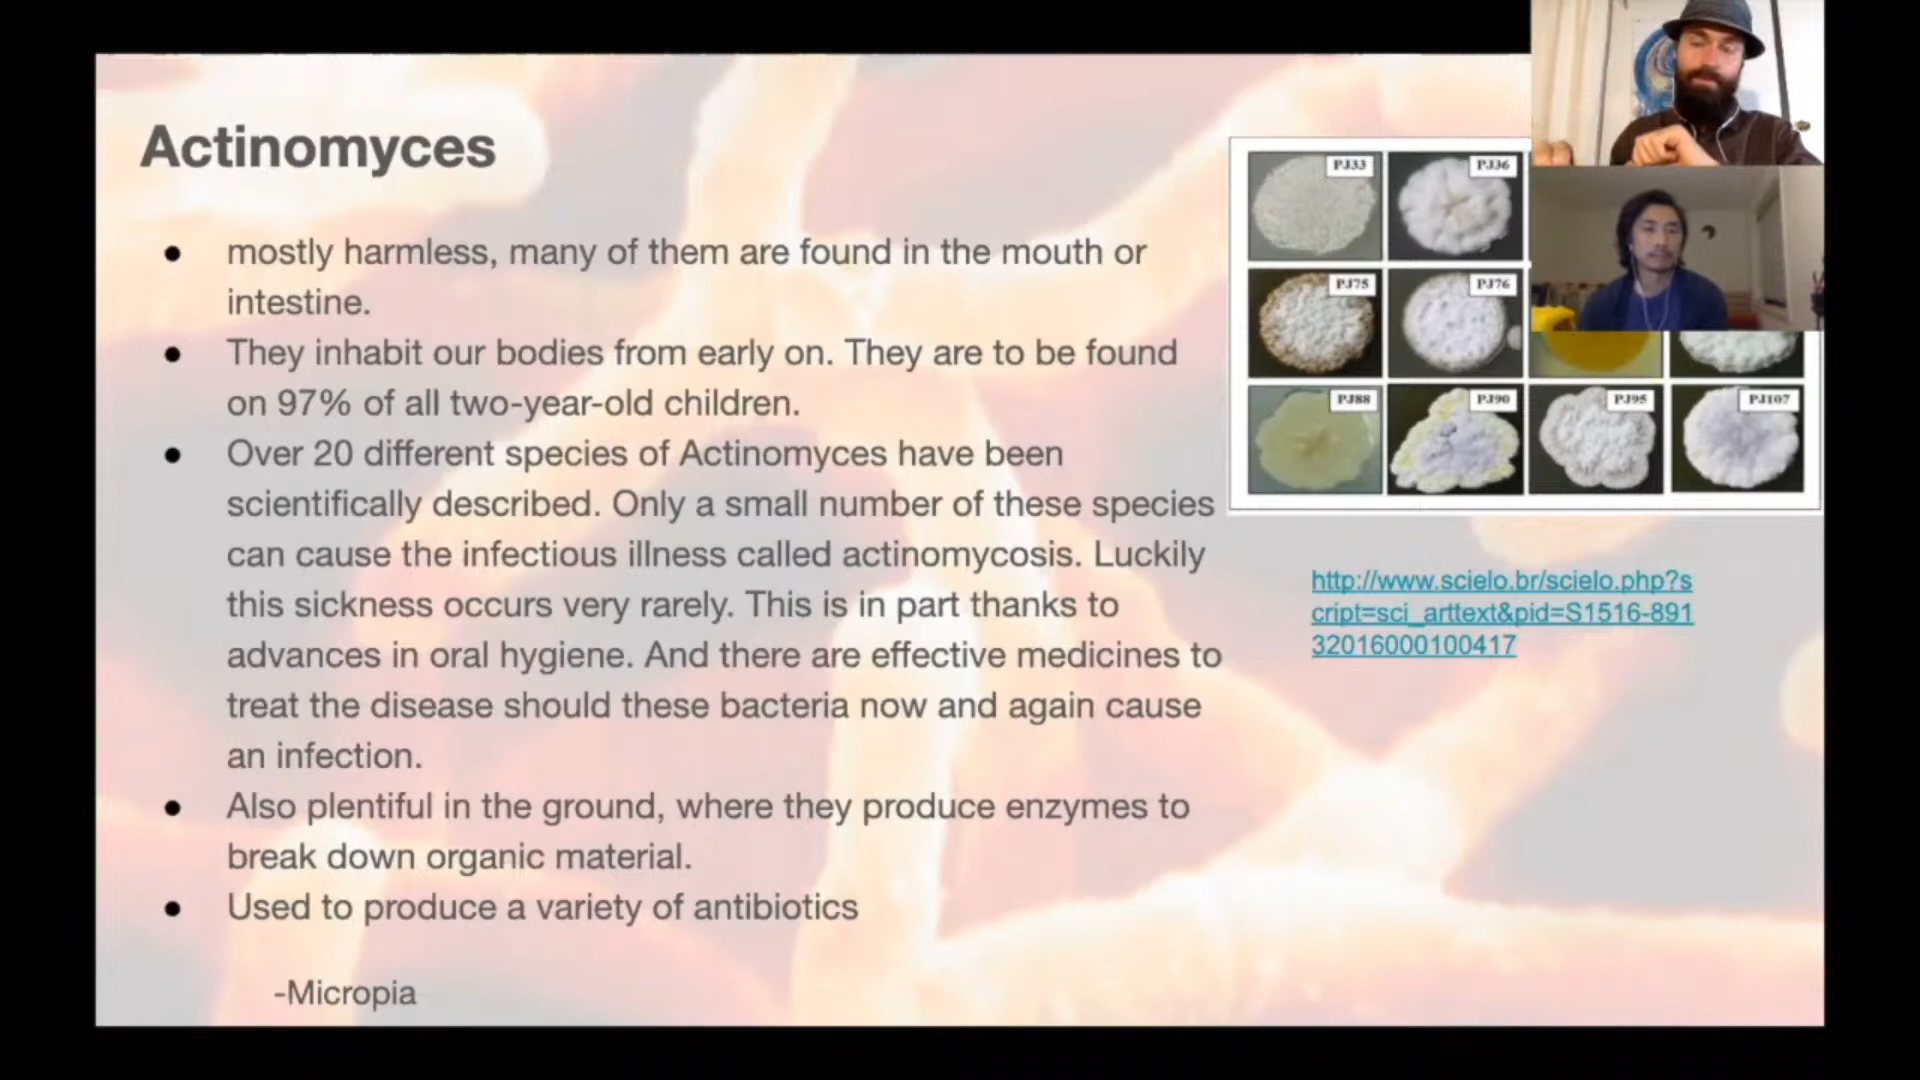 Actinomyces
● mostly harmless, many of them are found in the mouth or
intestine.
● They inhabit our bodies from early on. They are to be found
on 97% of all two-year-old children.
● Over 20 different species of Actinomyces have been
scientifically described. Only a small number of these species
can cause the infectious illness called actinomycosis. Luckily
this sickness occurs very rarely. This is in part thanks to
advances in oral hygiene. And there are effective medicines to
treat the disease should these bacteria now and again cause
an infection.
● Also plentiful in the ground, where they produce enzymes to
break down organic material.
● Used to produce a variety of antibiotics
-Micropia
PJ33 PJ36
PJ75 PJ76
PJ88 PJ90 PJ95 PJ107
http://www.scielo.br/scielo.php?s
cript=sci_arttext&pid=S1516-891
32016000100417